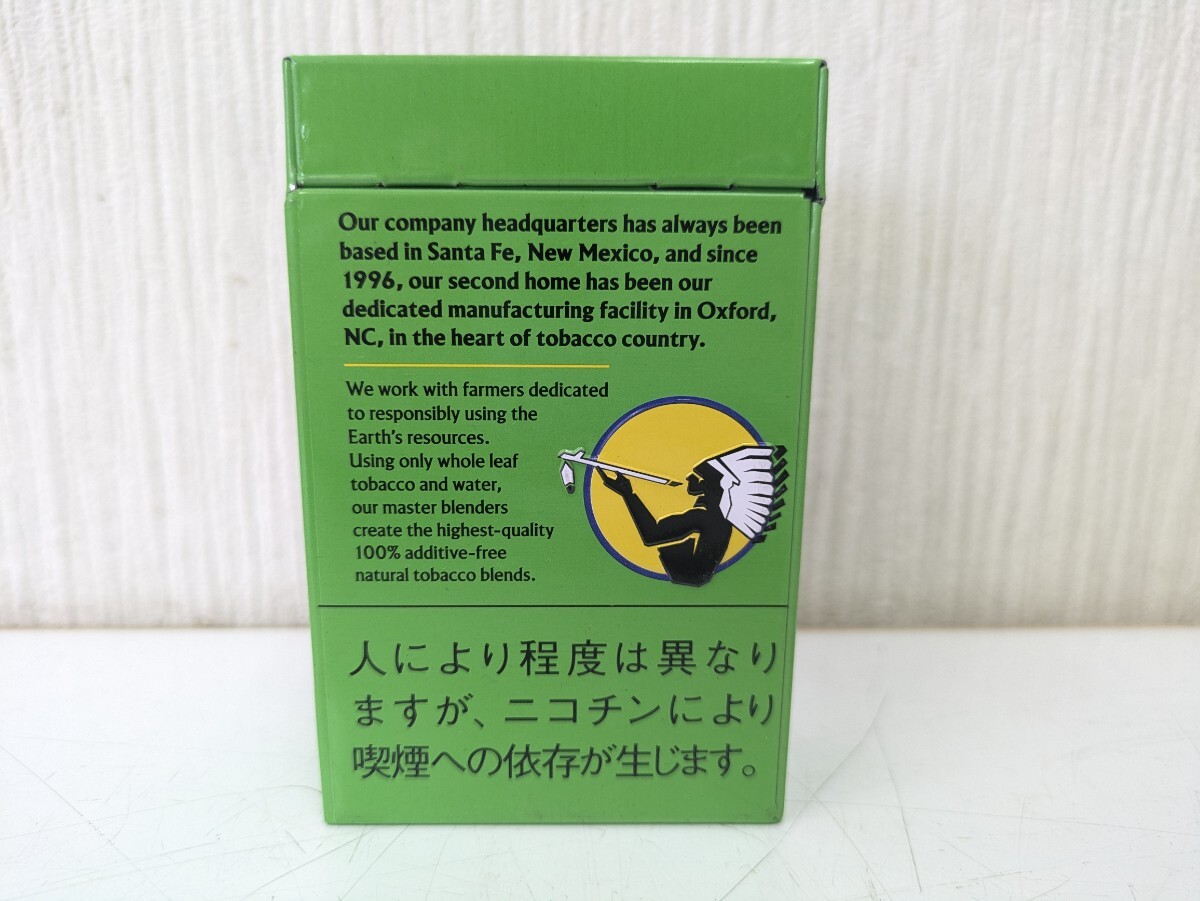 Our company headquarters has always been
based in Santa Fe, New Mexico, and since
1996, our second home has been our
dedicated manufacturing facility in Oxford,
NC, in the heart of tobacco country.
We work with farmers dedicated
to responsibly using the
Earth's resources.
Using only whole leaf
tobacco and water,
our master blenders
create the highest-quality
100% additive-free
natural tobacco blends.
人により程度は異なり
ますが、ニコチンにより
喫煙への依存が生じます。